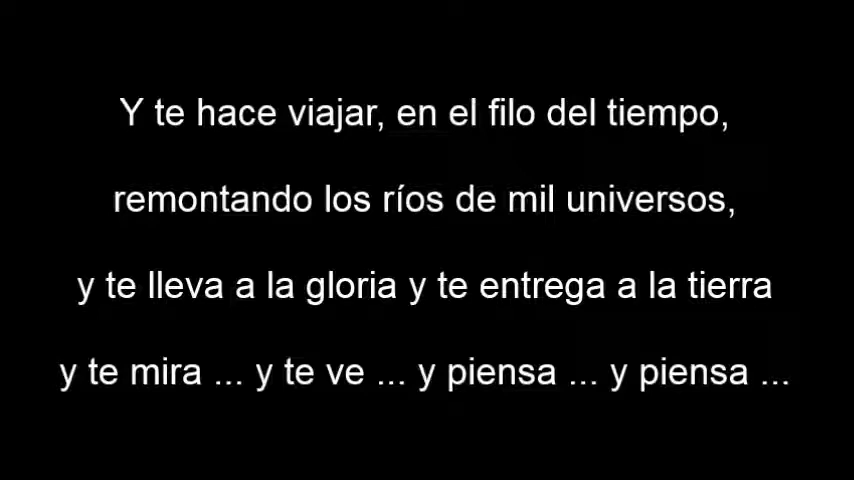 Y te hace viajar, en el filo del tiempo,
remontando los ríos de mil universos,
y te lleva a la gloria y te entrega a la tierra
y te mira ... y te ve ... y piensa ... y piensa ...